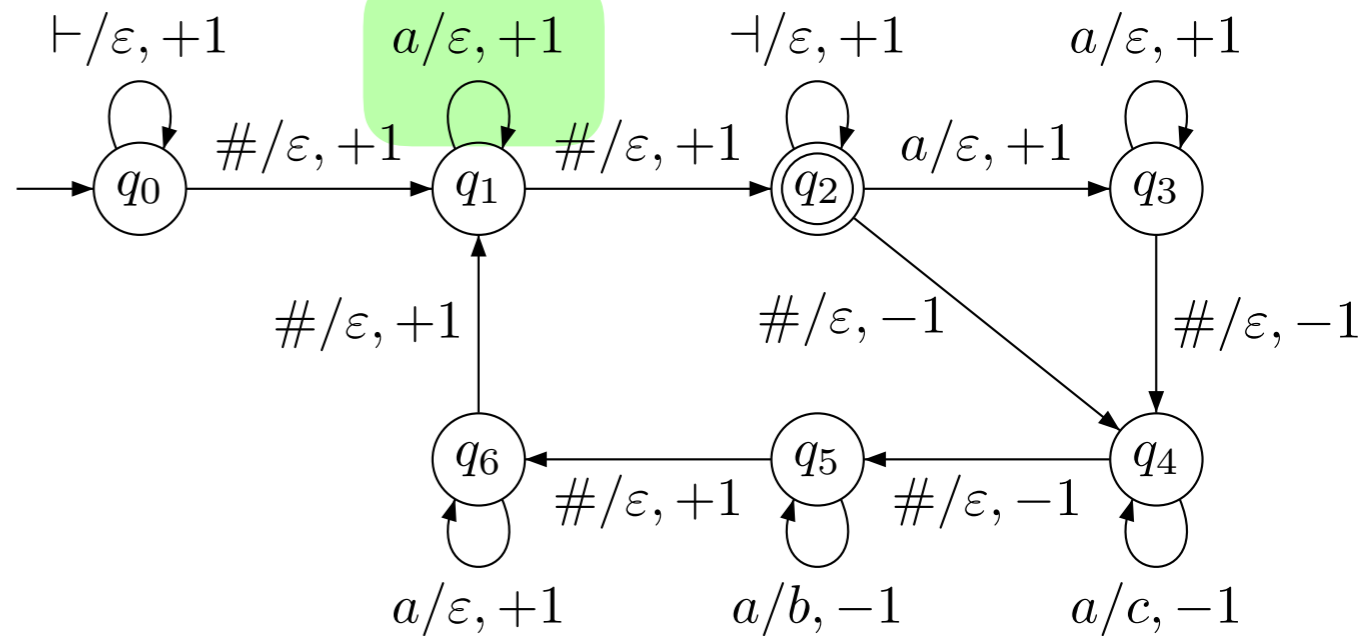 ⊢/ε, +1 a/ε, +1 ⊣/ε, +1 a/ε, +1
#/ε, +1 #/ε, +1 a/ε, +1
q₀ q₁ q₂ q₃
#/ε, +1 #/ε, −1 #/ε, −1
q₆ q₅ q₄
#/ε, +1 #/ε, −1
a/ε, +1 a/b, −1 a/c, −1